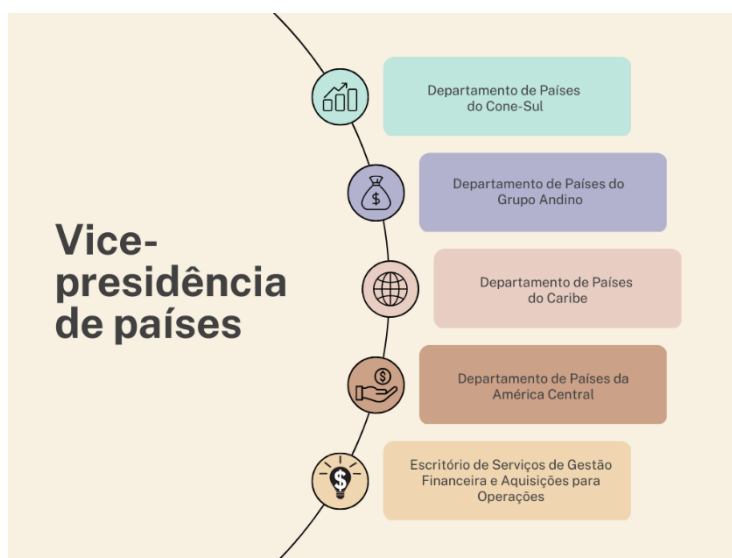 Vice-
presidência
de países
Departamento de Países
do Cone-Sul
Departamento de Países do
Grupo Andino
Departamento de Países
do Caribe
Departamento de Países da
América Central
Escritório de Serviços de Gestão
Financeira e Aquisições para
Operações
$
$
$